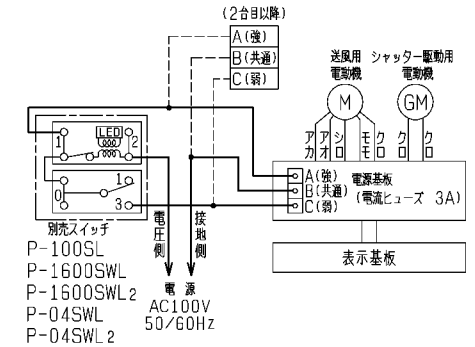 (2台目以降)
A(強)
B(共通)
C(弱)
送風用
電動機
シャッター駆動用
電動機
M
GM
アカ
アオ
シロ
モモ
クロ
クロ
クロ
LED
1
2
0
1
3
A(強)
B(共通)
C(弱)
電源基板
(電流ヒューズ 3A)
表示基板
別売スイッチ
P-100SL
P-1600SWL
P-1600SWL2
P-04SWL
P-04SWL2
電圧側
接地側
電源
AC100V
50/60Hz